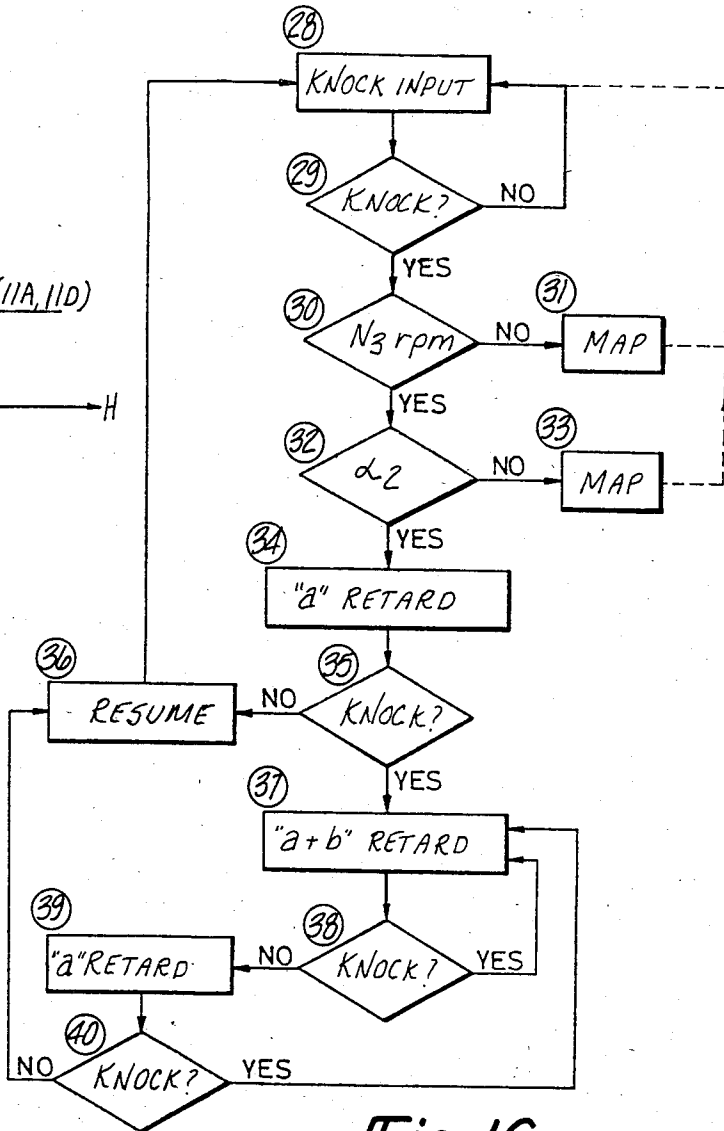 28
KNOCK INPUT
29
KNOCK?
NO
YES
(11A, 11D)
30
N3 rpm
NO
31
MAP
H
YES
32
α2
NO
33
MAP
YES
34
"a" RETARD
36
RESUME
NO
35
KNOCK?
YES
37
"a+b" RETARD
39
"a" RETARD
NO
38
KNOCK?
YES
40
NO
KNOCK?
YES